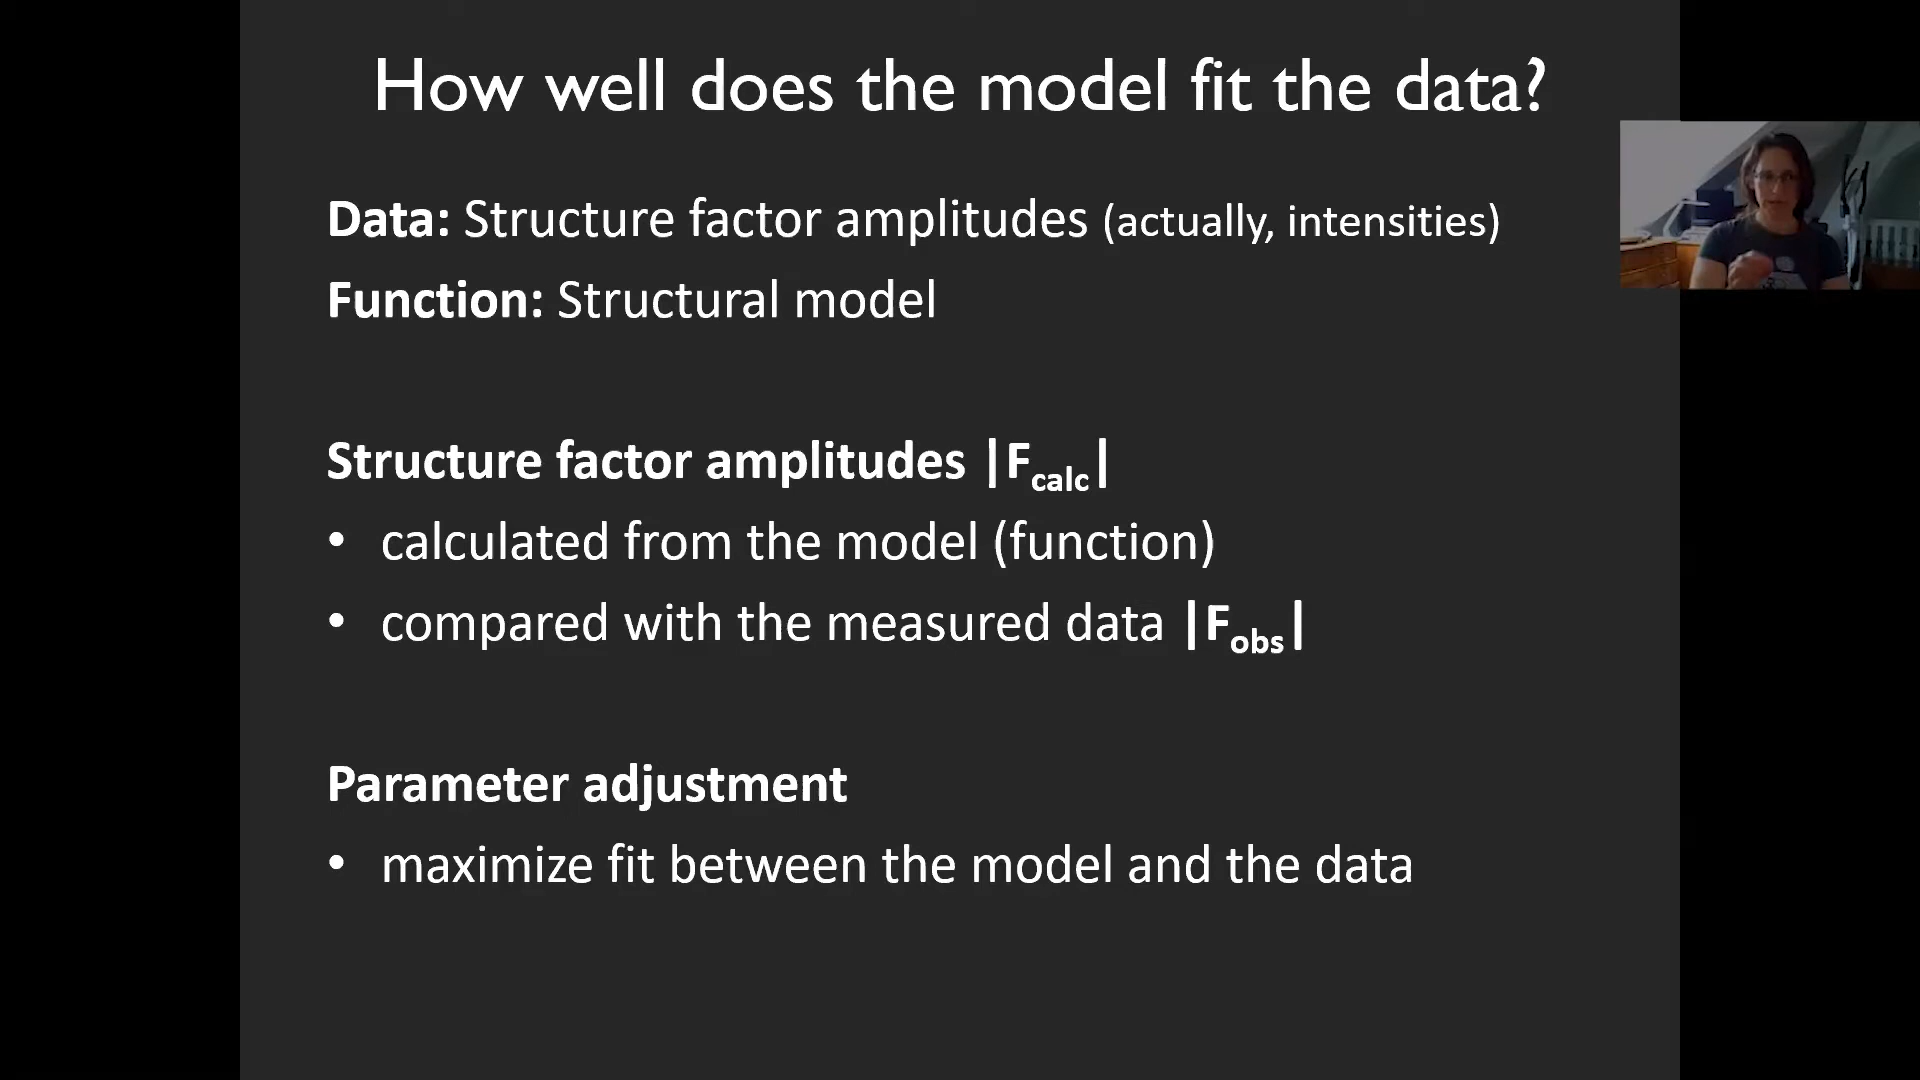 How well does the model fit the data?
Data: Structure factor amplitudes (actually, intensities)
Function: Structural model
Structure factor amplitudes |Fcalc|
• calculated from the model (function)
• compared with the measured data |Fobs|
Parameter adjustment
• maximize fit between the model and the data